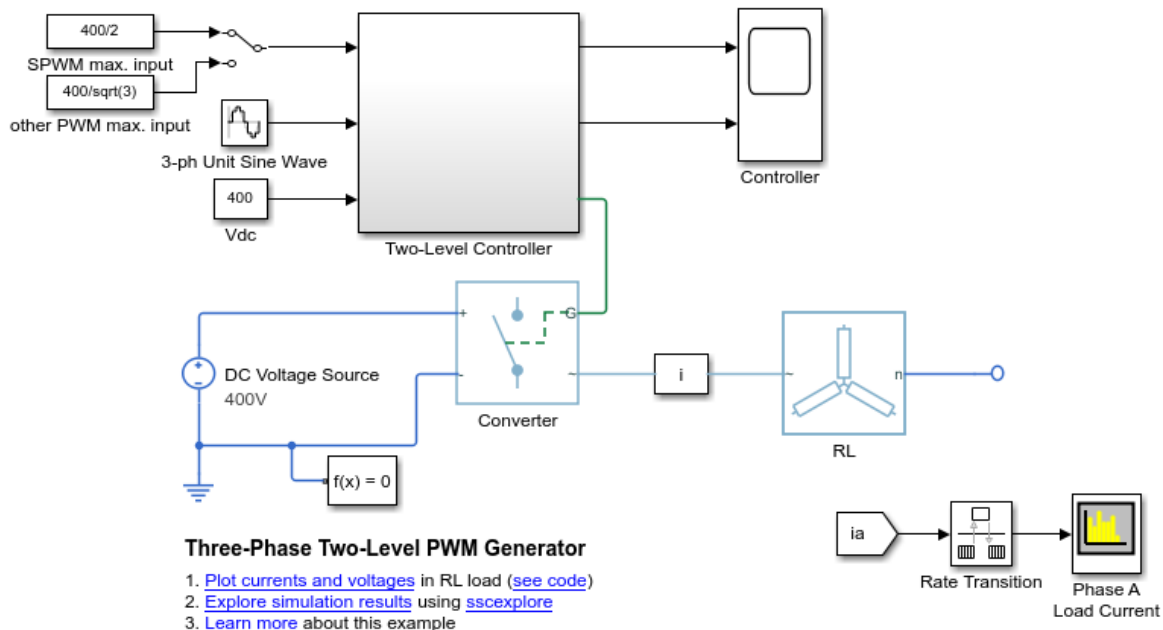 400/2
SPWM max. input
400/sqrt(3)
other PWM max. input
3-ph Unit Sine Wave
400
Vdc
Two-Level Controller
Controller
+
G
-
~
Converter
+
-
DC Voltage Source
400V
i
~
n
RL
f(x) = 0
ia
Rate Transition
Phase A
Load Current
Three-Phase Two-Level PWM Generator
1. Plot currents and voltages in RL load (see code)
2. Explore simulation results using sscexplore
3. Learn more about this example